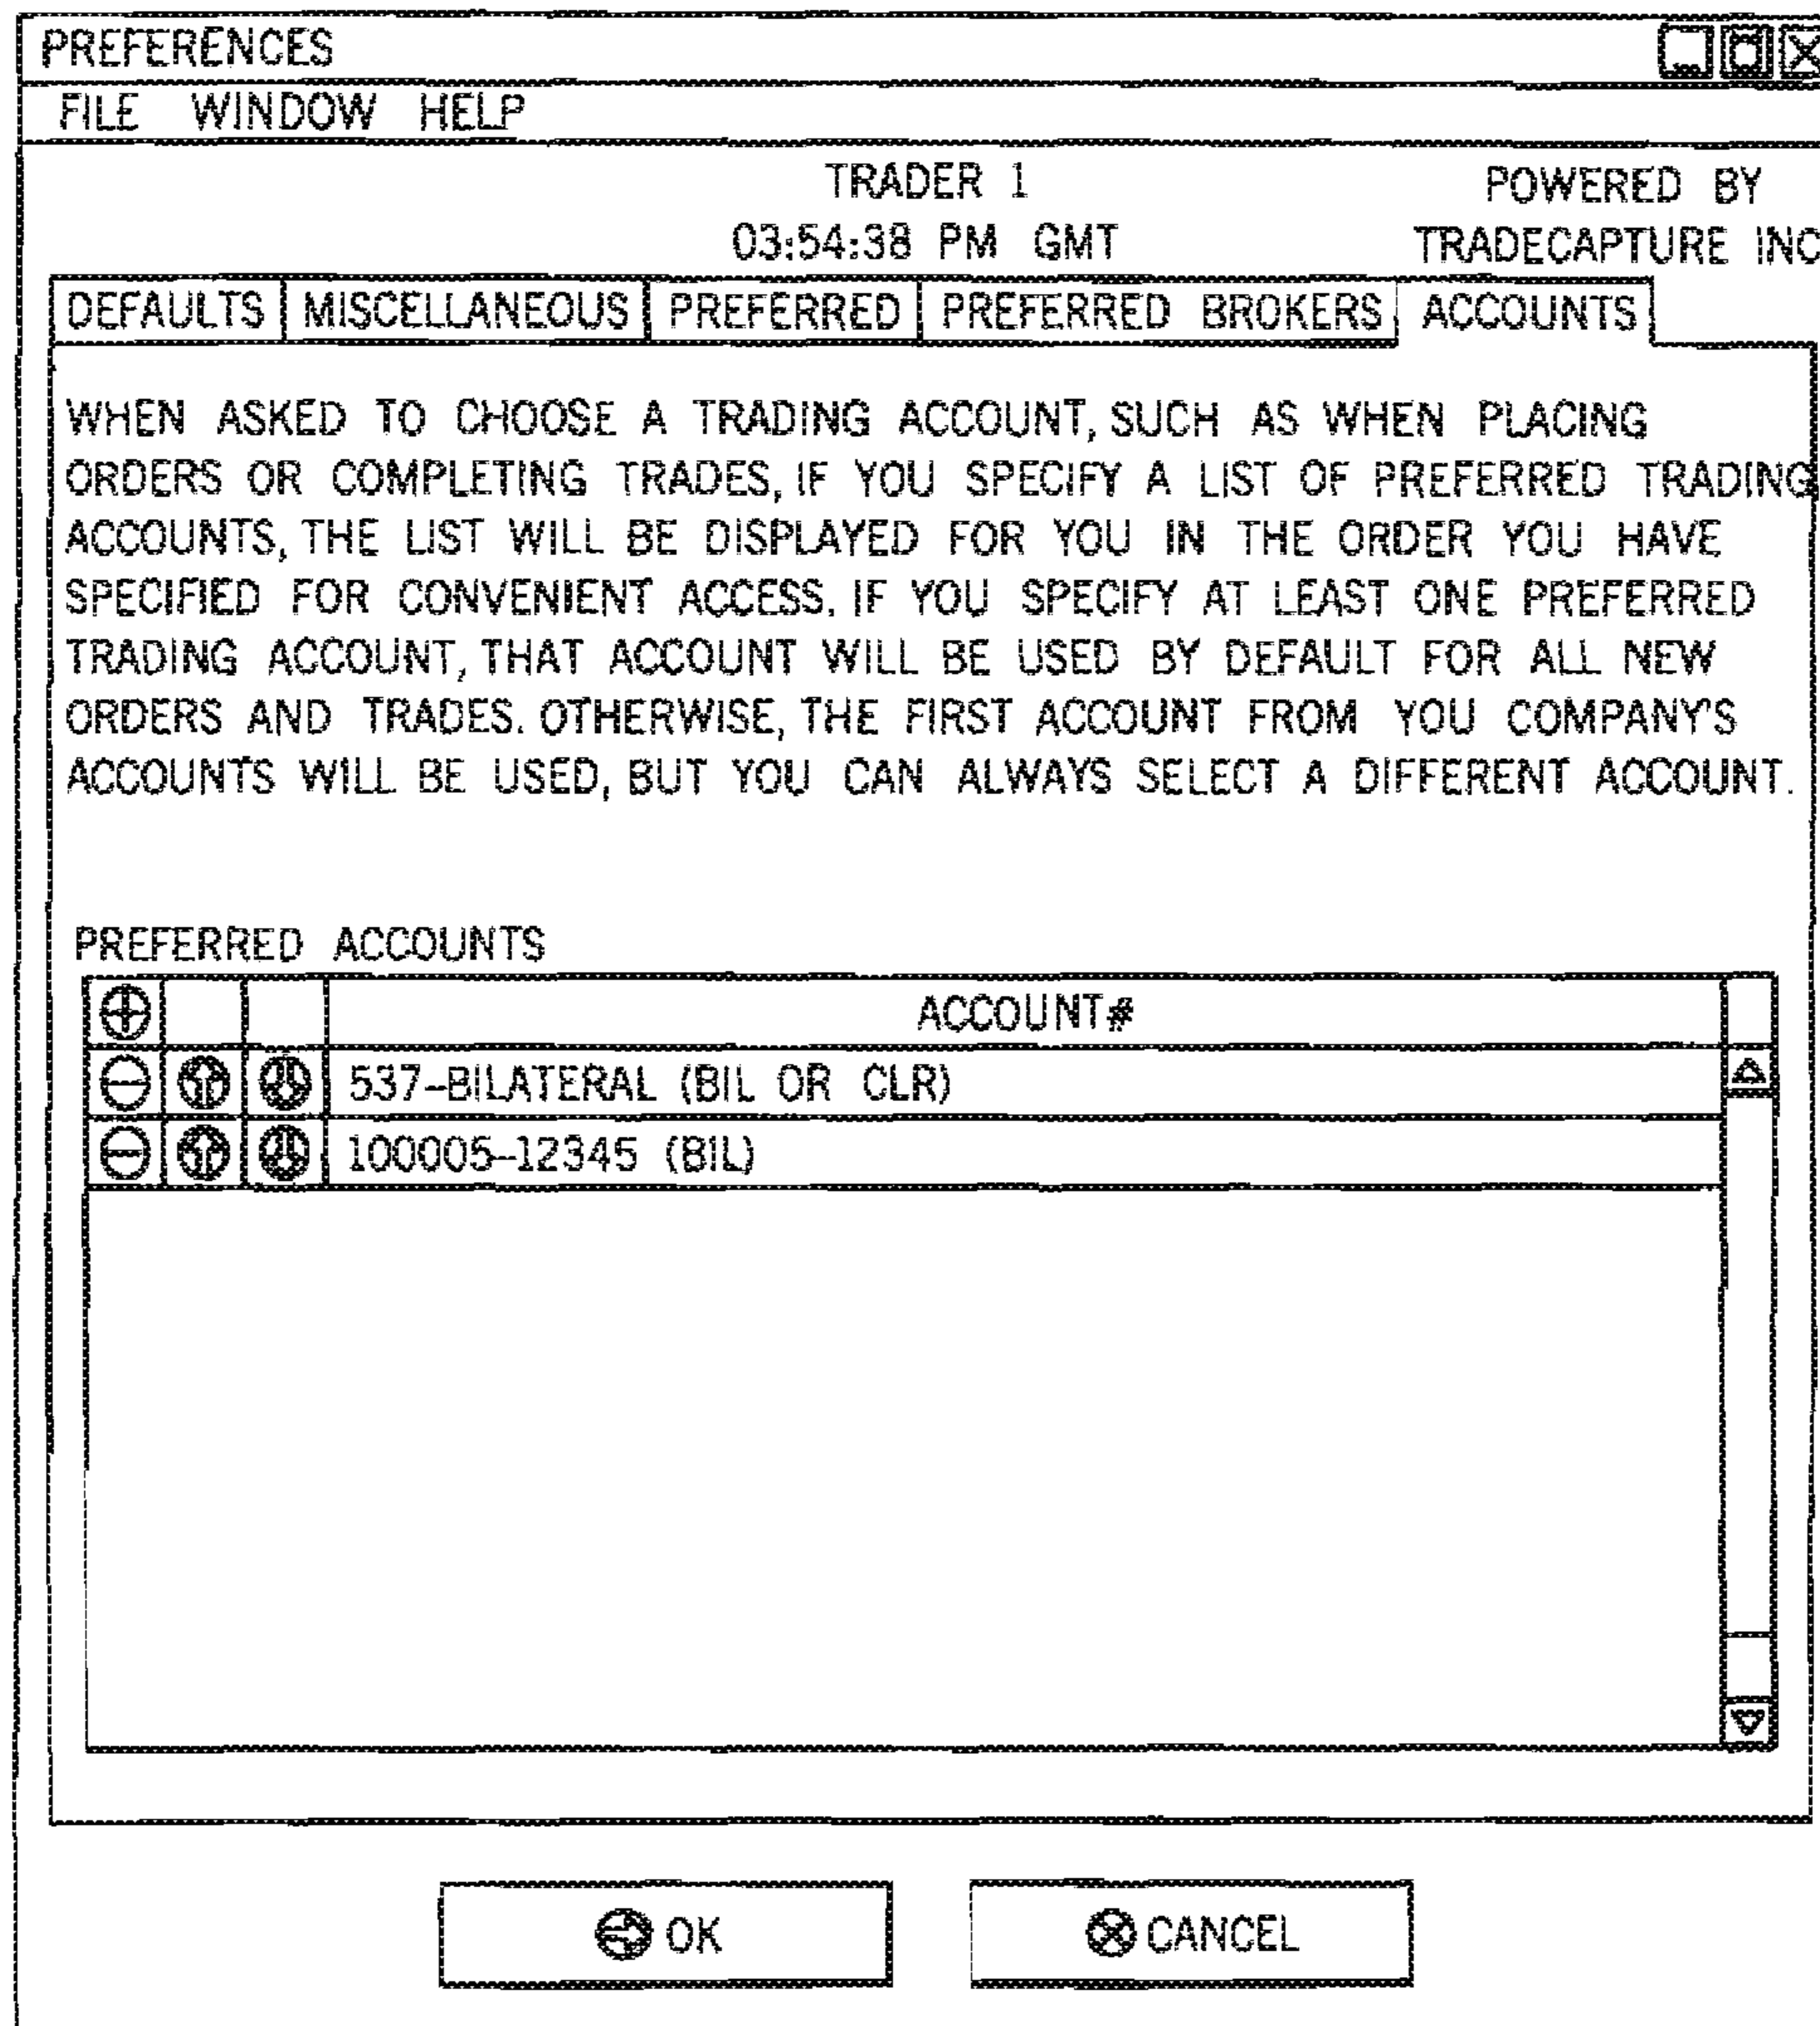 PREFERENCES
FILE WINDOW HELP
TRADER 1 POWERED BY
03:54:38 PM GMT TRADECAPTURE INC
DEFAULTS MISCELLANEOUS PREFERRED PREFERRED BROKERS ACCOUNTS
WHEN ASKED TO CHOOSE A TRADING ACCOUNT, SUCH AS WHEN PLACING
ORDERS OR COMPLETING TRADES, IF YOU SPECIFY A LIST OF PREFERRED TRADING
ACCOUNTS, THE LIST WILL BE DISPLAYED FOR YOU IN THE ORDER YOU HAVE
SPECIFIED FOR CONVENIENT ACCESS. IF YOU SPECIFY AT LEAST ONE PREFERRED
TRADING ACCOUNT, THAT ACCOUNT WILL BE USED BY DEFAULT FOR ALL NEW
ORDERS AND TRADES. OTHERWISE, THE FIRST ACCOUNT FROM YOU COMPANY'S
ACCOUNTS WILL BE USED, BUT YOU CAN ALWAYS SELECT A DIFFERENT ACCOUNT.
PREFERRED ACCOUNTS
ACCOUNT#
537-BILATERAL (BIL OR CLR)
100005-12345 (BIL)
OK CANCEL